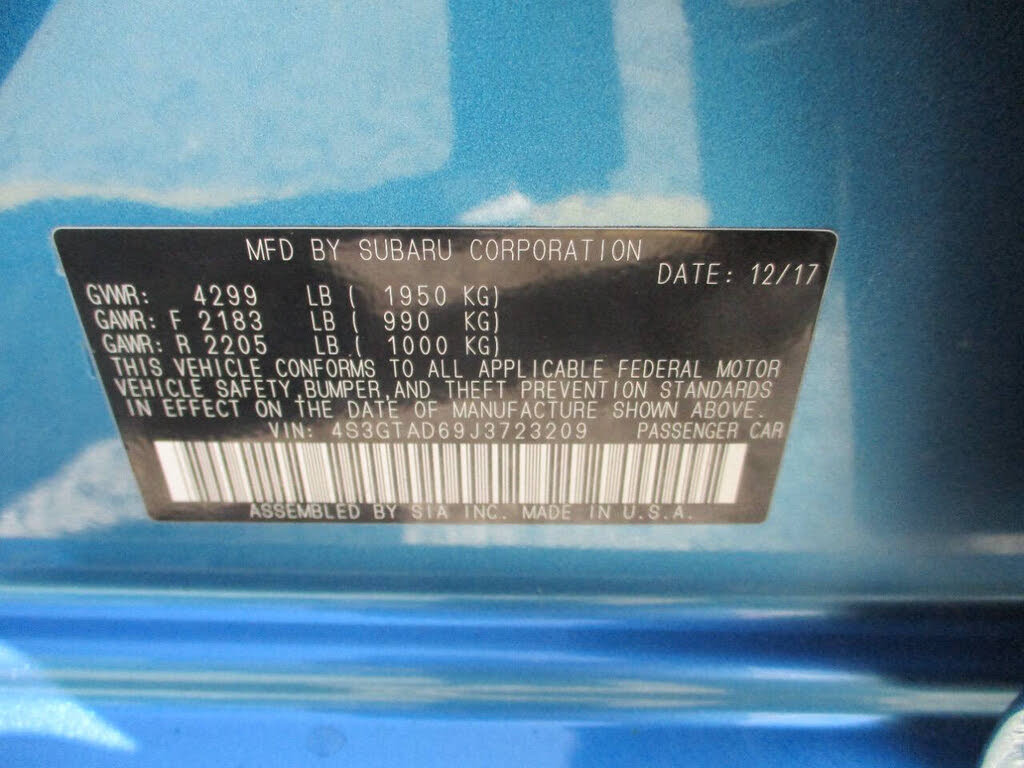 MFD BY SUBARU CORPORATION
DATE: 12/17
GVWR: 4299 LB ( 1950 KG)
GAWR: F 2183 LB ( 990 KG)
GAWR: R 2205 LB ( 1000 KG)
THIS VEHICLE CONFORMS TO ALL APPLICABLE FEDERAL MOTOR
VEHICLE SAFETY,BUMPER,AND THEFT PREVENTION STANDARDS
IN EFFECT ON THE DATE OF MANUFACTURE SHOWN ABOVE.
VIN: 4S3GTAD69J3723209 PASSENGER CAR
ASSEMBLED BY SIA INC. MADE IN U.S.A.